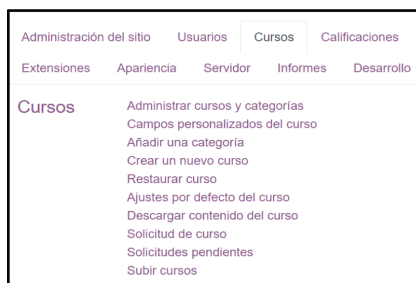 Administración del sitio Usuarios Cursos Calificaciones
Extensiones Apariencia Servidor Informes Desarrollo
Cursos Administrar cursos y categorías
Campos personalizados del curso
Añadir una categoría
Crear un nuevo curso
Restaurar curso
Ajustes por defecto del curso
Descargar contenido del curso
Solicitud de curso
Solicitudes pendientes
Subir cursos